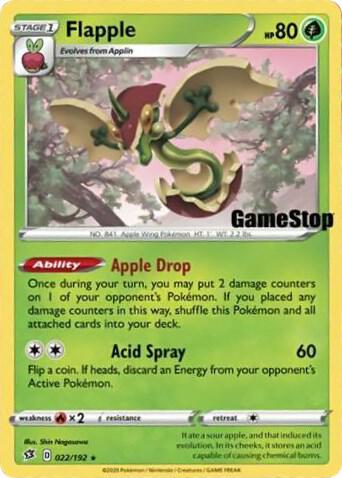 STAGE 1
Flapple
HP 80
Evolves from Applin
GameStop
NO. 841. Apple Wing Pokémon. HT. 1'. WT. 2.2 lbs.
Ability
Apple Drop
Once during your turn, you may put 2 damage counters
on 1 of your opponent's Pokémon. If you placed any
damage counters in this way, shuffle this Pokémon and all
attached cards into your deck.
Acid Spray 60
Flip a coin. If heads, discard an Energy from your opponent's
Active Pokémon.
weakness ×2 resistance retreat
Illus. Shin Nagasawa
D 022/192 ★
It ate a sour apple, and that induced its
evolution. In its cheeks, it stores an acid
capable of causing chemical burns.
©2020 Pokémon / Nintendo / Creatures / GAME FREAK